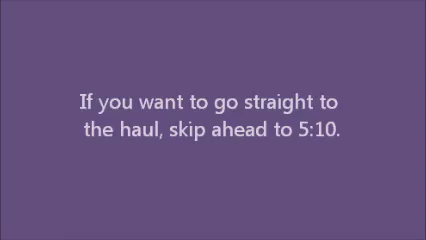 If you want to go straight to
the haul, skip ahead to 5:10.